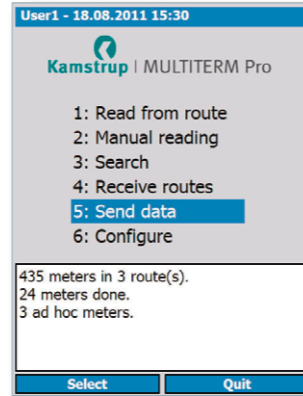 User1 - 18.08.2011 15:30
Kamstrup | MULTITERM Pro
1: Read from route
2: Manual reading
3: Search
4: Receive routes
5: Send data
6: Configure
435 meters in 3 route(s).
24 meters done.
3 ad hoc meters.
Select Quit